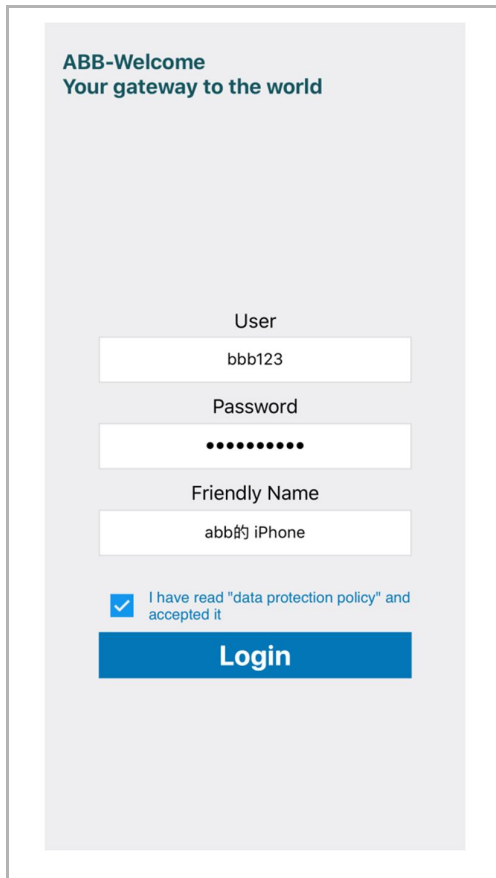 ABB-Welcome
Your gateway to the world
User
bbb123
Password
••••••••••
Friendly Name
abb的 iPhone
I have read "data protection policy" and
accepted it
Login